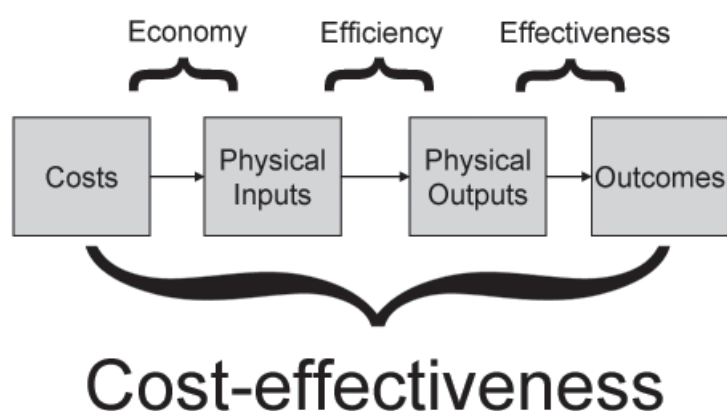 Economy Efficiency Effectiveness
Costs
Physical
Inputs
Physical
Outputs
Outcomes
Cost-effectiveness